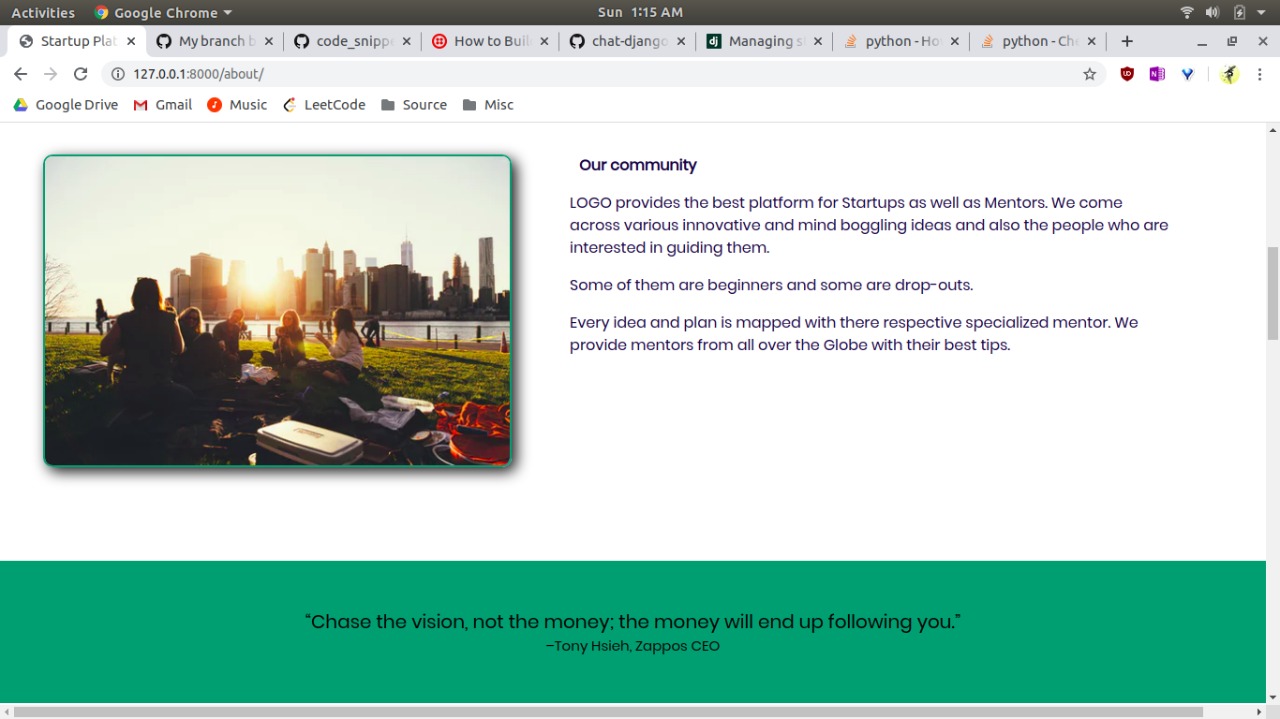 Activities Google Chrome Sun 1:15 AM
Startup Plat My branch b code_snippe How to Buil chat-django Managing st python - Ho python - Che
127.0.0.1:8000/about/
Google Drive Gmail Music LeetCode Source Misc
Our community
LOGO provides the best platform for Startups as well as Mentors. We come
across various innovative and mind boggling ideas and also the people who are
interested in guiding them.
Some of them are beginners and some are drop-outs.
Every idea and plan is mapped with there respective specialized mentor. We
provide mentors from all over the Globe with their best tips.
“Chase the vision, not the money; the money will end up following you.”
–Tony Hsieh, Zappos CEO